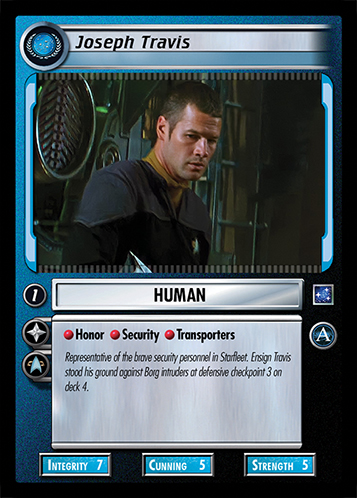 Joseph Travis
1
HUMAN
Honor Security Transporters
A
Representative of the brave security personnel in Starfleet. Ensign Travis
stood his ground against Borg intruders at defensive checkpoint 3 on
deck 4.
INTEGRITY 7 CUNNING 5 STRENGTH 5